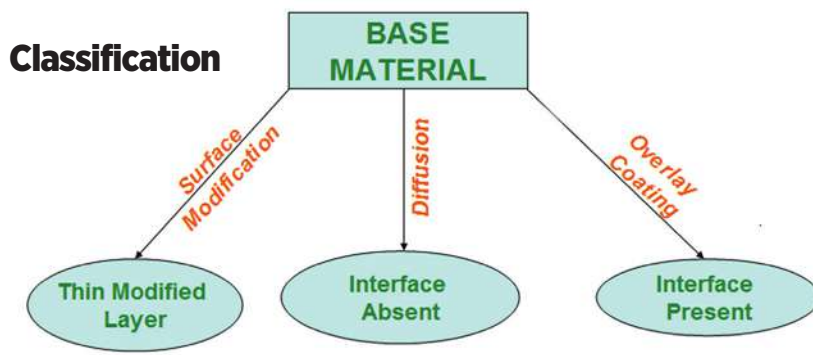 Classification
BASE
MATERIAL
Surface
Modification
Diffusion
Overlay
Coating
Thin Modified
Layer
Interface
Absent
Interface
Present